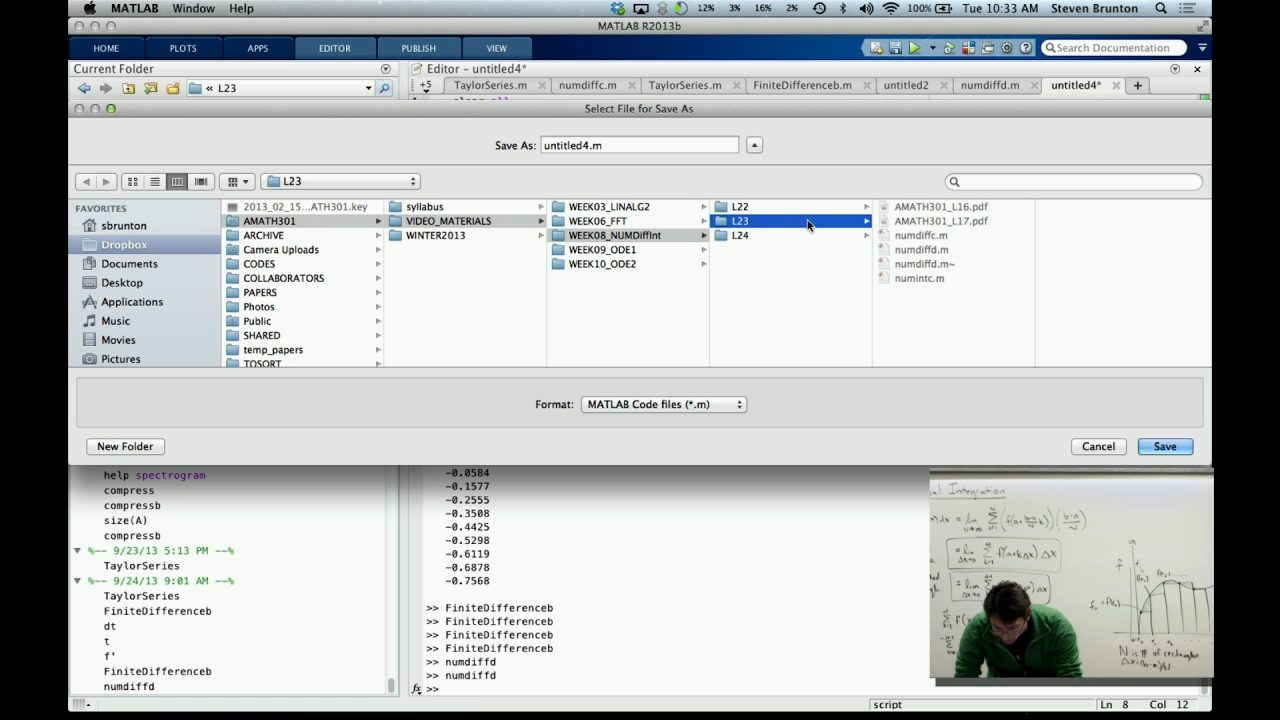 MATLAB Window Help 12% 3% 16% 2% 100% Tue 10:33 AM Steven Brunton
MATLAB R2013b
HOME PLOTS APPS EDITOR PUBLISH VIEW Search Documentation
Current Folder
Editor - untitled4*
« L23
+5 TaylorSeries.m numdiffc.m TaylorSeries.m FiniteDifferenceb.m untitled2 numdiffd.m untitled4*
Select File for Save As
Save As: untitled4.m
L23
FAVORITES
sbrunton
Dropbox
Documents
Desktop
Applications
Music
Movies
Pictures
2013_02_15...ATH301.key
AMATH301
ARCHIVE
Camera Uploads
CODES
COLLABORATORS
PAPERS
Photos
Public
SHARED
temp_papers
TOSORT
syllabus
VIDEO_MATERIALS
WINTER2013
WEEK03_LINALG2
WEEK06_FFT
WEEK08_NUMDiffInt
WEEK09_ODE1
WEEK10_ODE2
L22
L23
L24
AMATH301_L16.pdf
AMATH301_L17.pdf
numdiffc.m
numdiffd.m
numdiffd.m~
numintc.m
Format: MATLAB Code files (*.m)
New Folder Cancel Save
help spectrogram
compress
compressb
size(A)
compressb
%-- 9/23/13 5:13 PM --%
TaylorSeries
%-- 9/24/13 9:01 AM --%
TaylorSeries
FiniteDifferenceb
dt
t
f'
FiniteDifferenceb
numdiffd
-0.0584
-0.1577
-0.2555
-0.3508
-0.4425
-0.5298
-0.6119
-0.6878
-0.7568
>> FiniteDifferenceb
>> FiniteDifferenceb
>> FiniteDifferenceb
>> FiniteDifferenceb
>> numdiffd
>> numdiffd
fx >>
script Ln 8 Col 12
Integration
N is # of rectangles
Δx=(b-a)/N